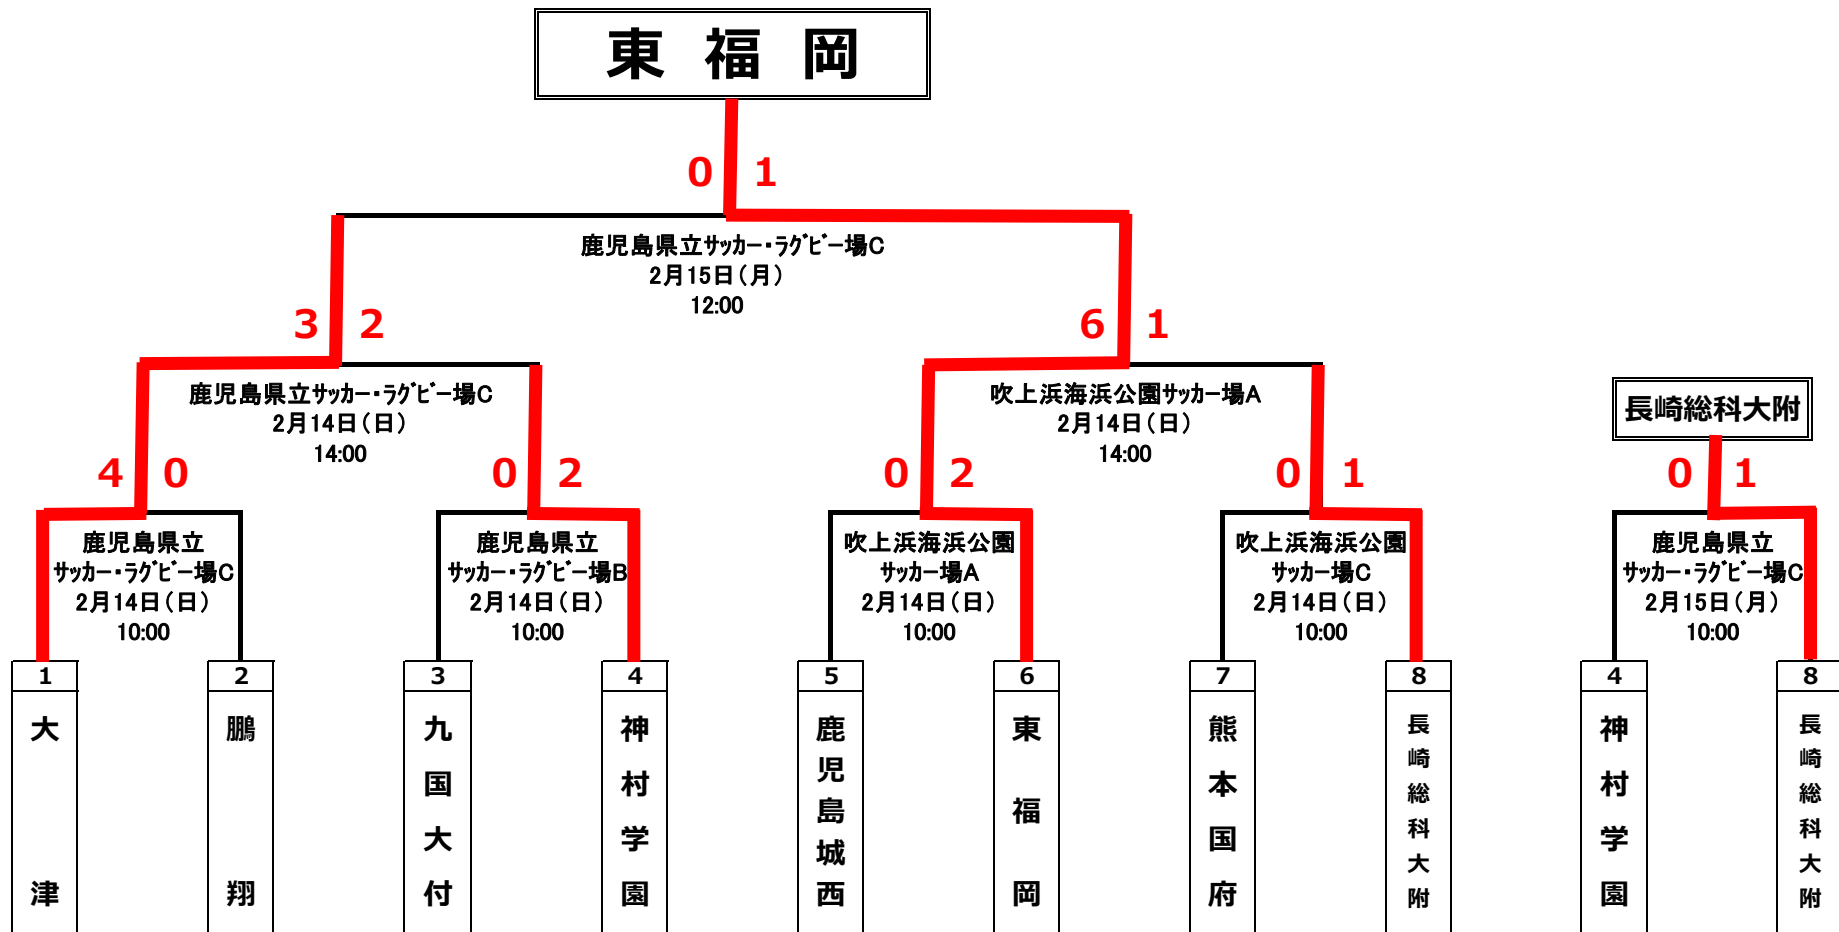 東福岡
0 1
鹿児島県立サッカー・ラグビー場C
2月15日(月)
12:00
3 2
6 1
鹿児島県立サッカー・ラグビー場C
2月14日(日)
14:00
吹上浜海浜公園サッカー場A
2月14日(日)
14:00
長崎総科大附
4 0
0 2
0 2
0 1
0 1
鹿児島県立
サッカー・ラグビー場C
2月14日(日)
10:00
鹿児島県立
サッカー・ラグビー場B
2月14日(日)
10:00
吹上浜海浜公園
サッカー場A
2月14日(日)
10:00
吹上浜海浜公園
サッカー場C
2月14日(日)
10:00
鹿児島県立
サッカー・ラグビー場C
2月15日(月)
10:00
1
大津
2
鵬翔
3
九国大付
4
神村学園
5
鹿児島城西
6
東福岡
7
熊本国府
8
長崎総科大附
4
神村学園
8
長崎総科大附